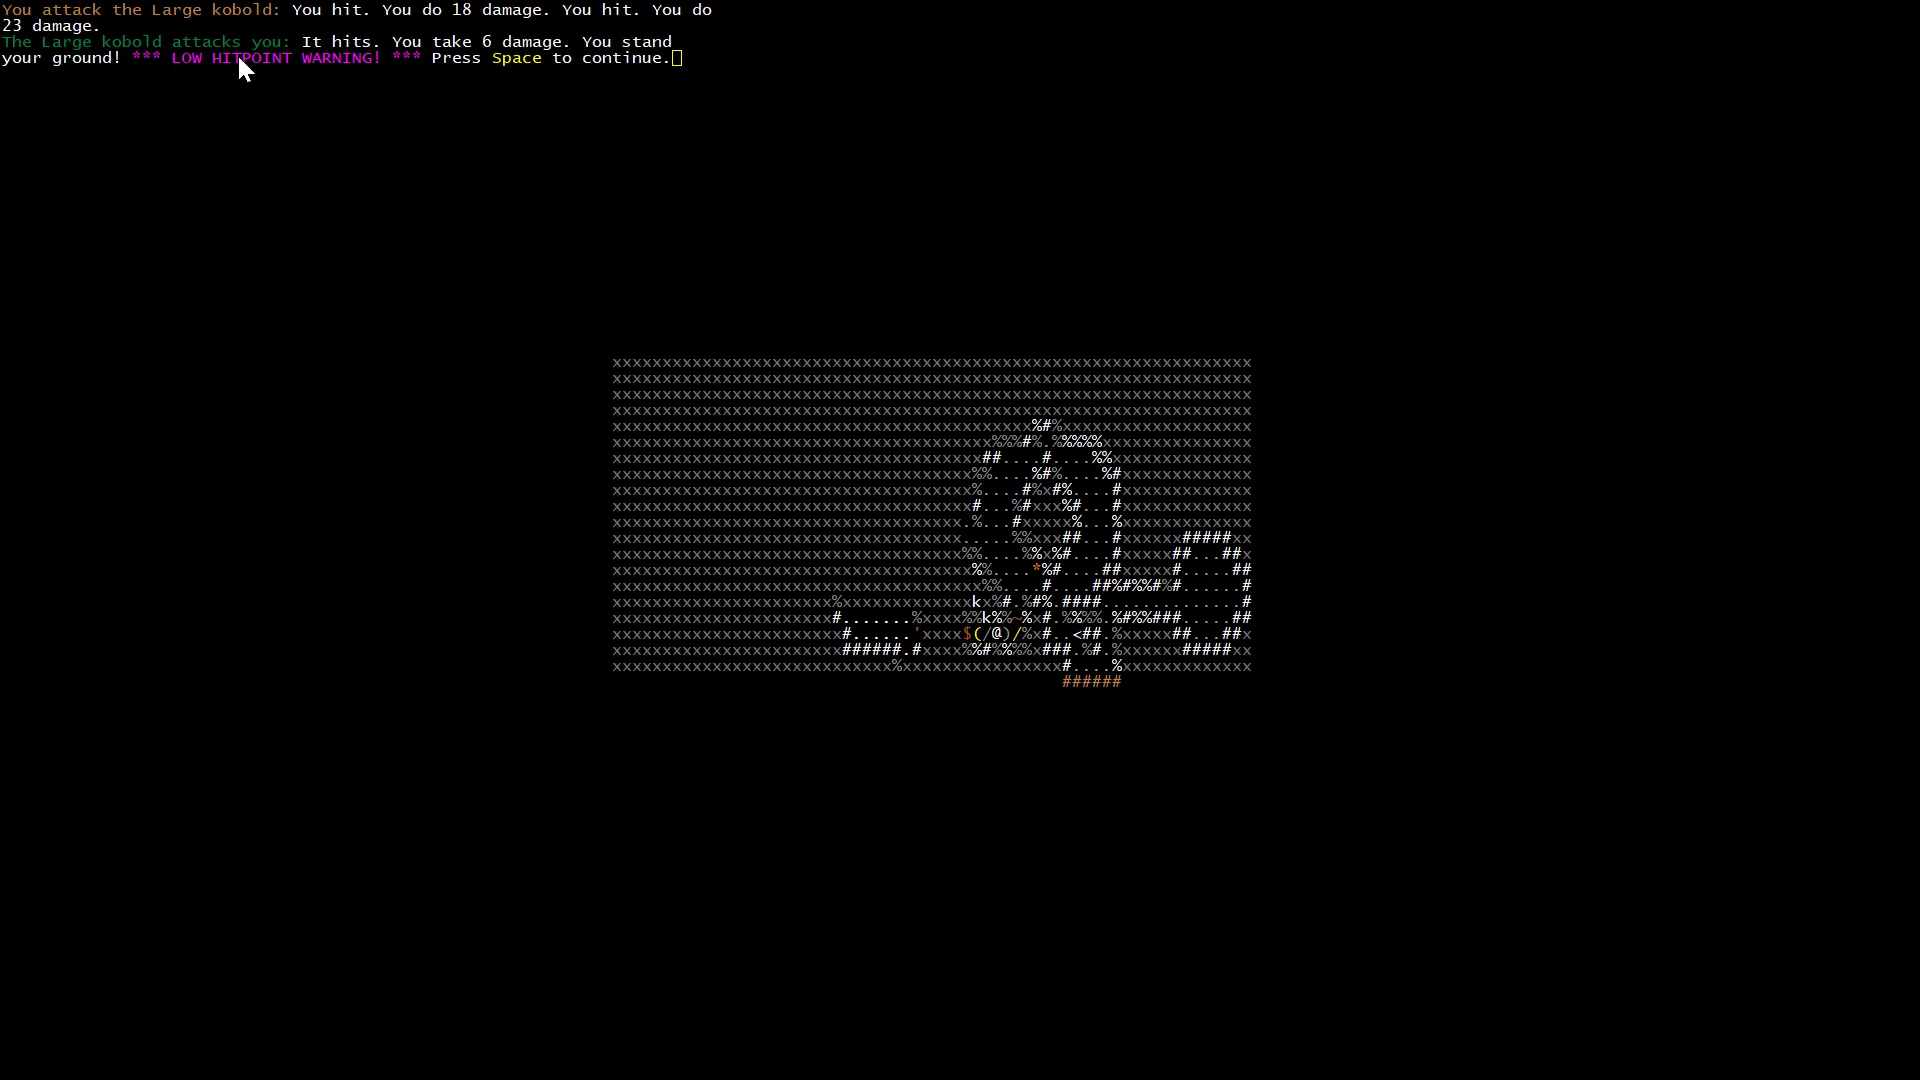 You attack the Large kobold: You hit. You do 18 damage. You hit. You do
23 damage.
The Large kobold attacks you: It hits. You take 6 damage. You stand
your ground! *** LOW HITPOINT WARNING! *** Press Space to continue.